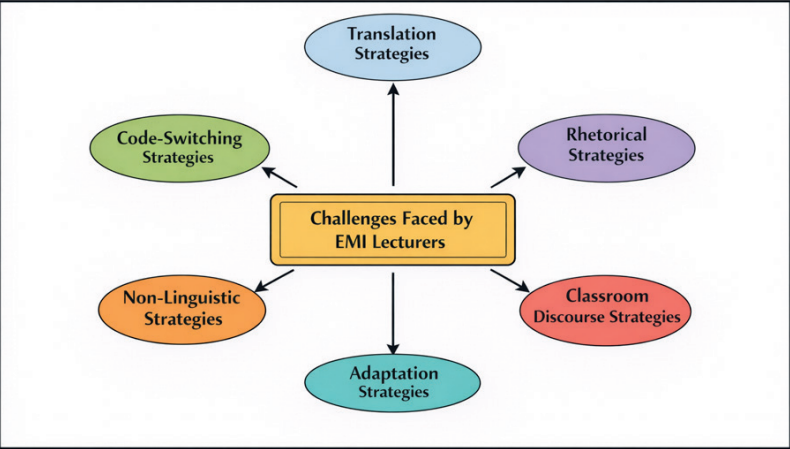 Translation
Strategies
Code-Switching
Strategies
Rhetorical
Strategies
Challenges Faced by
EMI Lecturers
Non-Linguistic
Strategies
Classroom
Discourse Strategies
Adaptation
Strategies